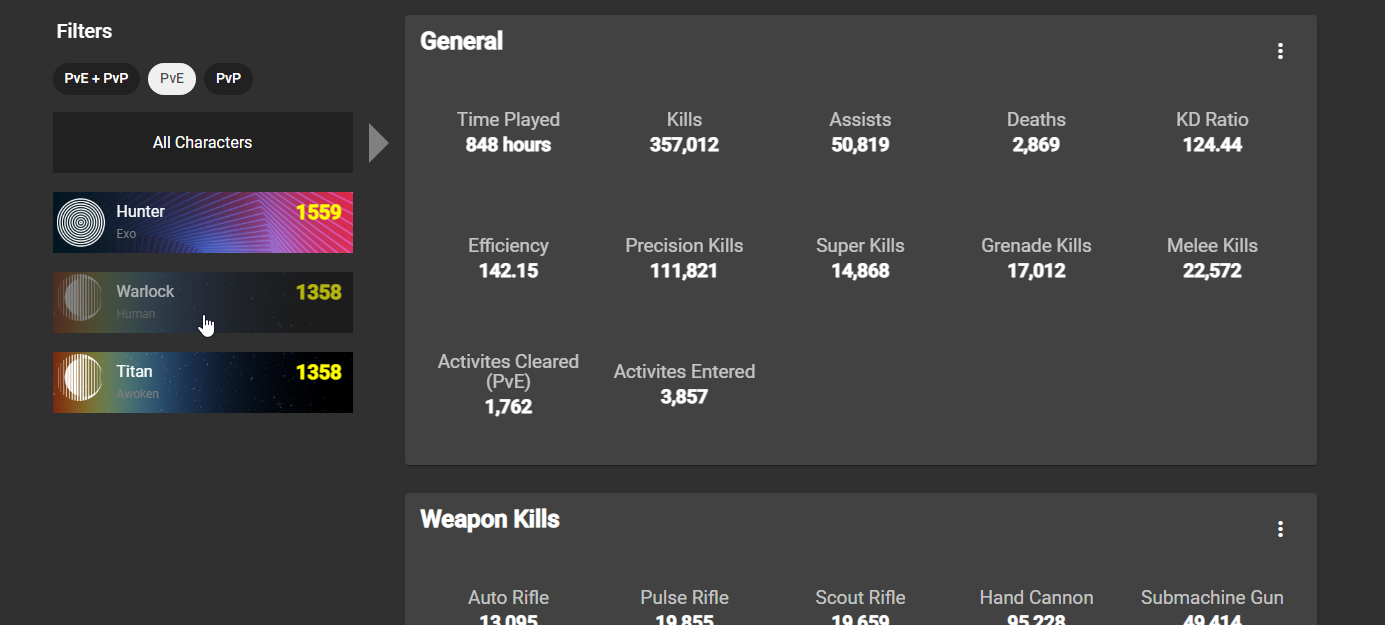 Filters
PvE + PvP PvE PvP
All Characters
Hunter 1559
Exo
Warlock 1358
Human
Titan 1358
Awoken
General
Time Played Kills Assists Deaths KD Ratio
848 hours 357,012 50,819 2,869 124.44
Efficiency Precision Kills Super Kills Grenade Kills Melee Kills
142.15 111,821 14,868 17,012 22,572
Activites Cleared
(PvE)
1,762
Activites Entered
3,857
Weapon Kills
Auto Rifle Pulse Rifle Scout Rifle Hand Cannon Submachine Gun
13,095 19,855 19,659 95,228 49,414